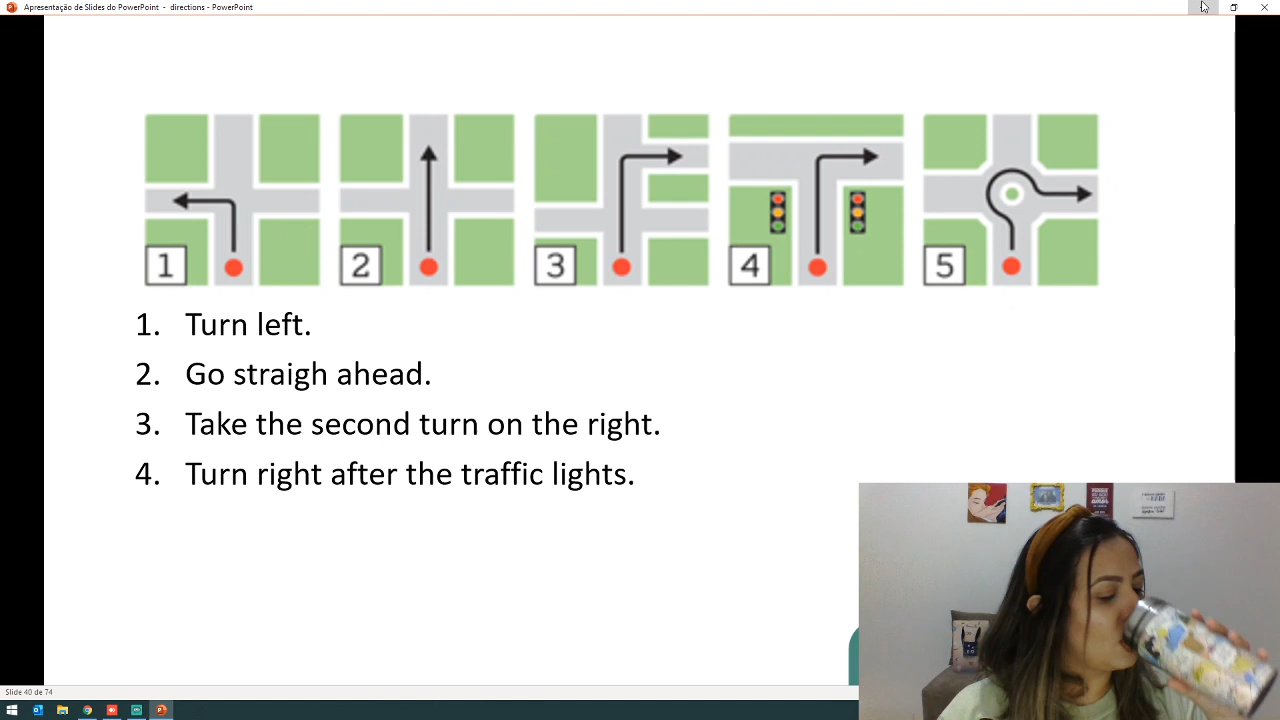 Apresentação de Slides do PowerPoint - directions - PowerPoint
1 2 3 4 5
1. Turn left.
2. Go straigh ahead.
3. Take the second turn on the right.
4. Turn right after the traffic lights.
Slide 40 de 74